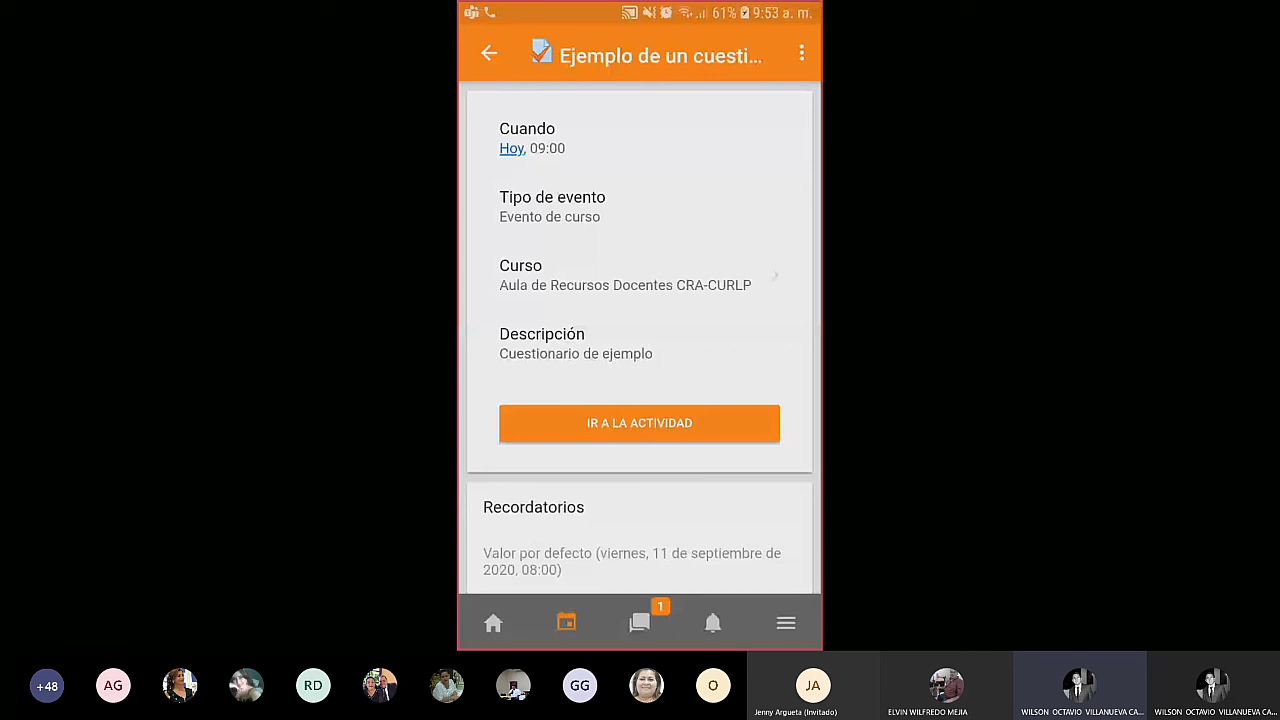 61% 9:53 a. m.
Ejemplo de un cuesti...
Cuando
Hoy, 09:00
Tipo de evento
Evento de curso
Curso
Aula de Recursos Docentes CRA-CURLP
Descripción
Cuestionario de ejemplo
IR A LA ACTIVIDAD
Recordatorios
Valor por defecto (viernes, 11 de septiembre de
2020, 08:00)
1
+48 AG RD GG O JA
Jenny Argueta (Invitado) ELVIN WILFREDO MEJIA WILSON OCTAVIO VILLANUEVA CA... WILSON OCTAVIO VILLANUEVA CA...